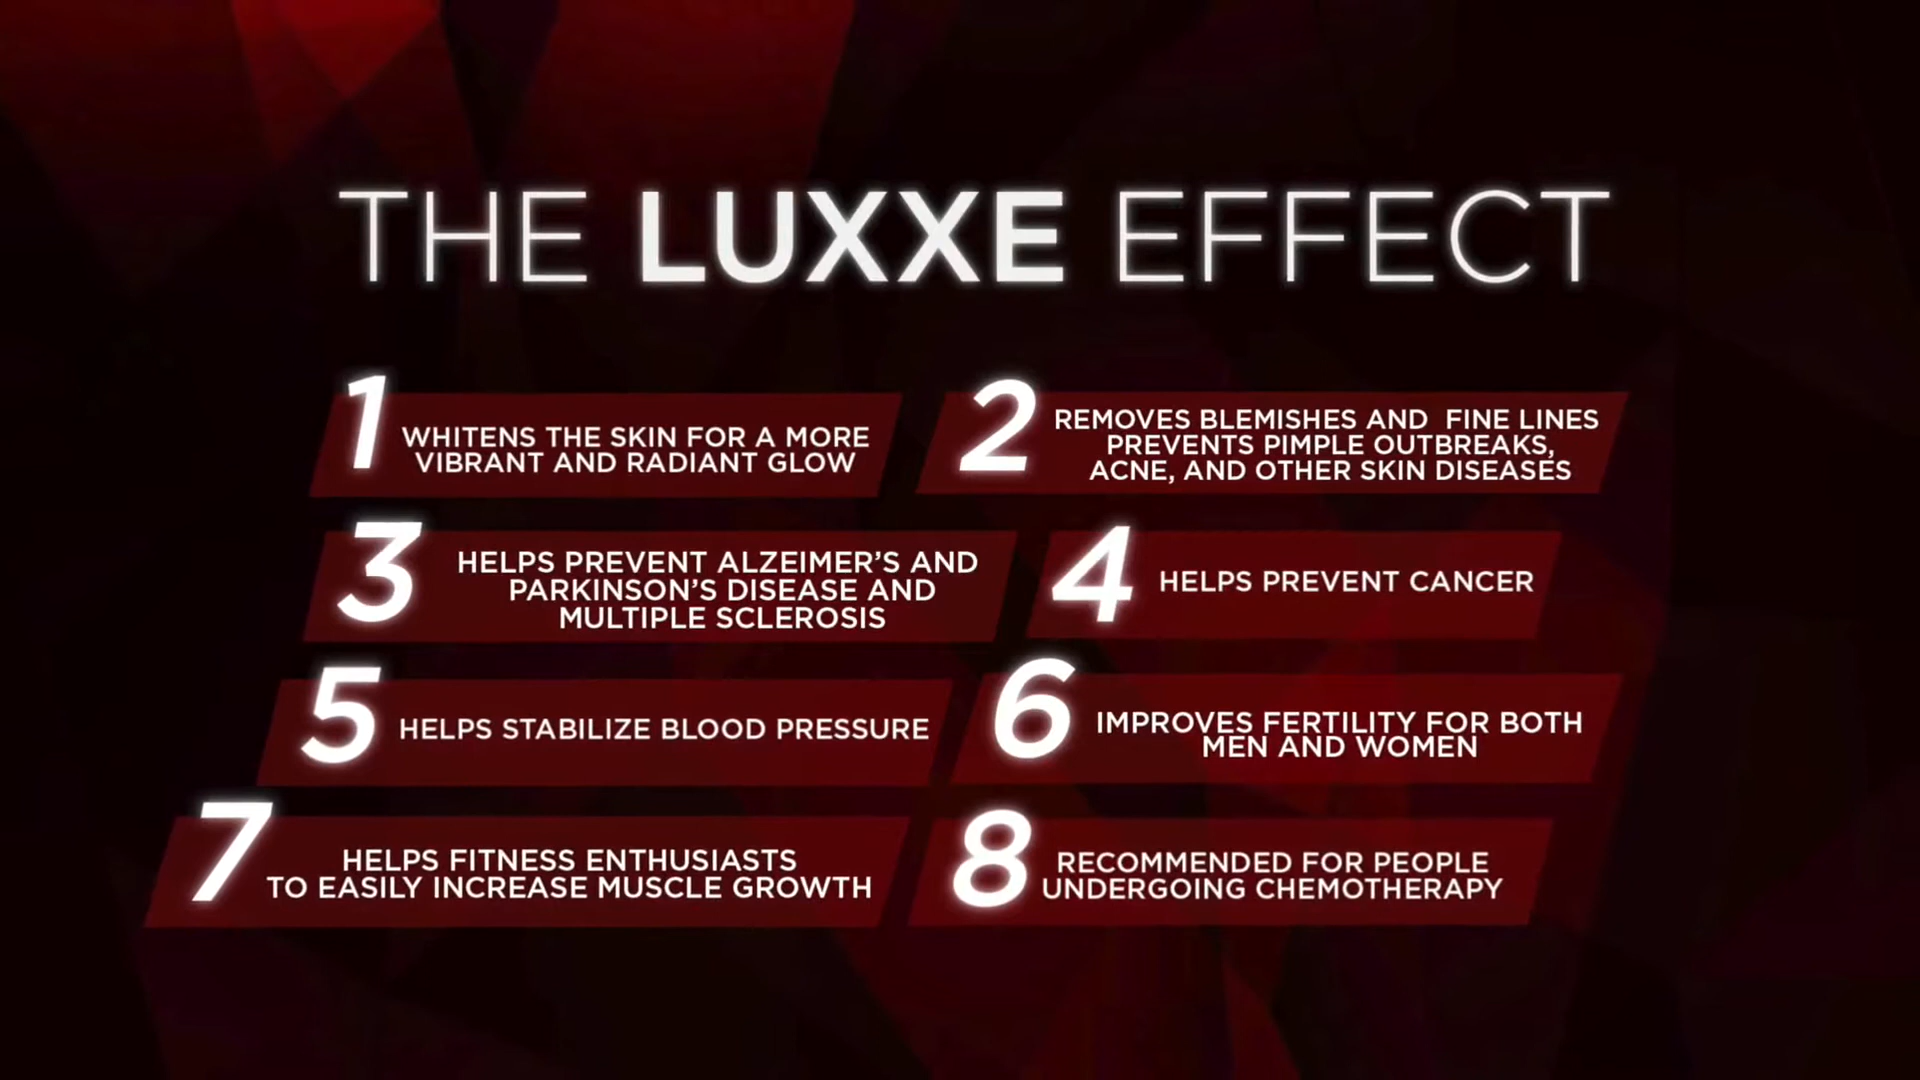 THE LUXXE EFFECT
1
WHITENS THE SKIN FOR A MORE
VIBRANT AND RADIANT GLOW
2
REMOVES BLEMISHES AND FINE LINES
PREVENTS PIMPLE OUTBREAKS,
ACNE, AND OTHER SKIN DISEASES
3
HELPS PREVENT ALZEIMER'S AND
PARKINSON'S DISEASE AND
MULTIPLE SCLEROSIS
4
HELPS PREVENT CANCER
5
HELPS STABILIZE BLOOD PRESSURE
6
IMPROVES FERTILITY FOR BOTH
MEN AND WOMEN
7
HELPS FITNESS ENTHUSIASTS
TO EASILY INCREASE MUSCLE GROWTH
8
RECOMMENDED FOR PEOPLE
UNDERGOING CHEMOTHERAPY